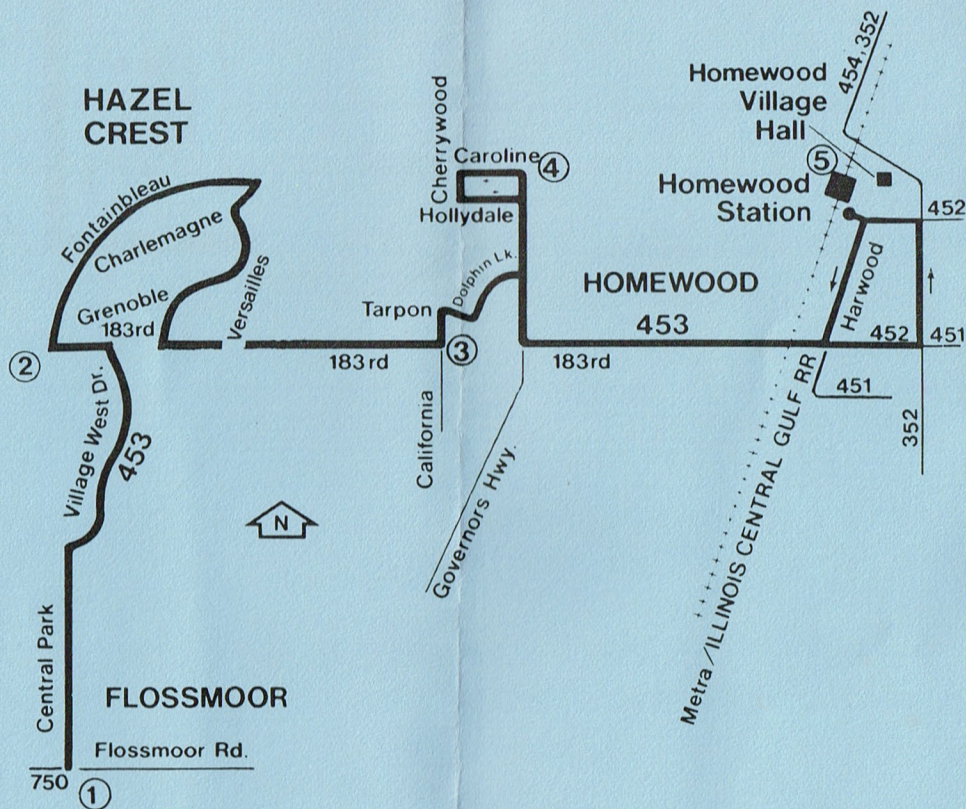 HAZEL
CREST
Fontainbleau
Charlemagne
Grenoble
183rd
Versailles
②
Village West Dr.
453
Central Park
FLOSSMOOR
Flossmoor Rd.
750
①
N
Cherrywood
Caroline
④
Hollydale
Dolphin Lk.
Tarpon
③
183rd
California
Governors Hwy.
183rd
HOMEWOOD
453
Homewood
Village
Hall
454, 352
⑤
Homewood
Station
452
Harwood
452
451
451
352
Metra/ILLINOIS CENTRAL GULF RR